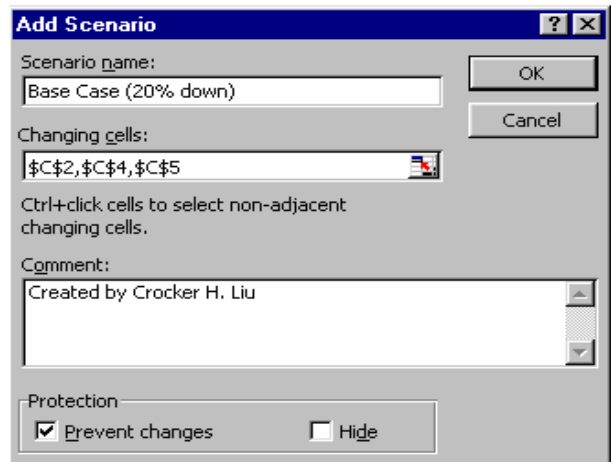 Add Scenario
Scenario name:
OK
Base Case (20% down)
Cancel
Changing cells:
$C$2,$C$4,$C$5
Ctrl+click cells to select non-adjacent
changing cells.
Comment:
Created by Crocker H. Liu
Protection
Prevent changes
Hide